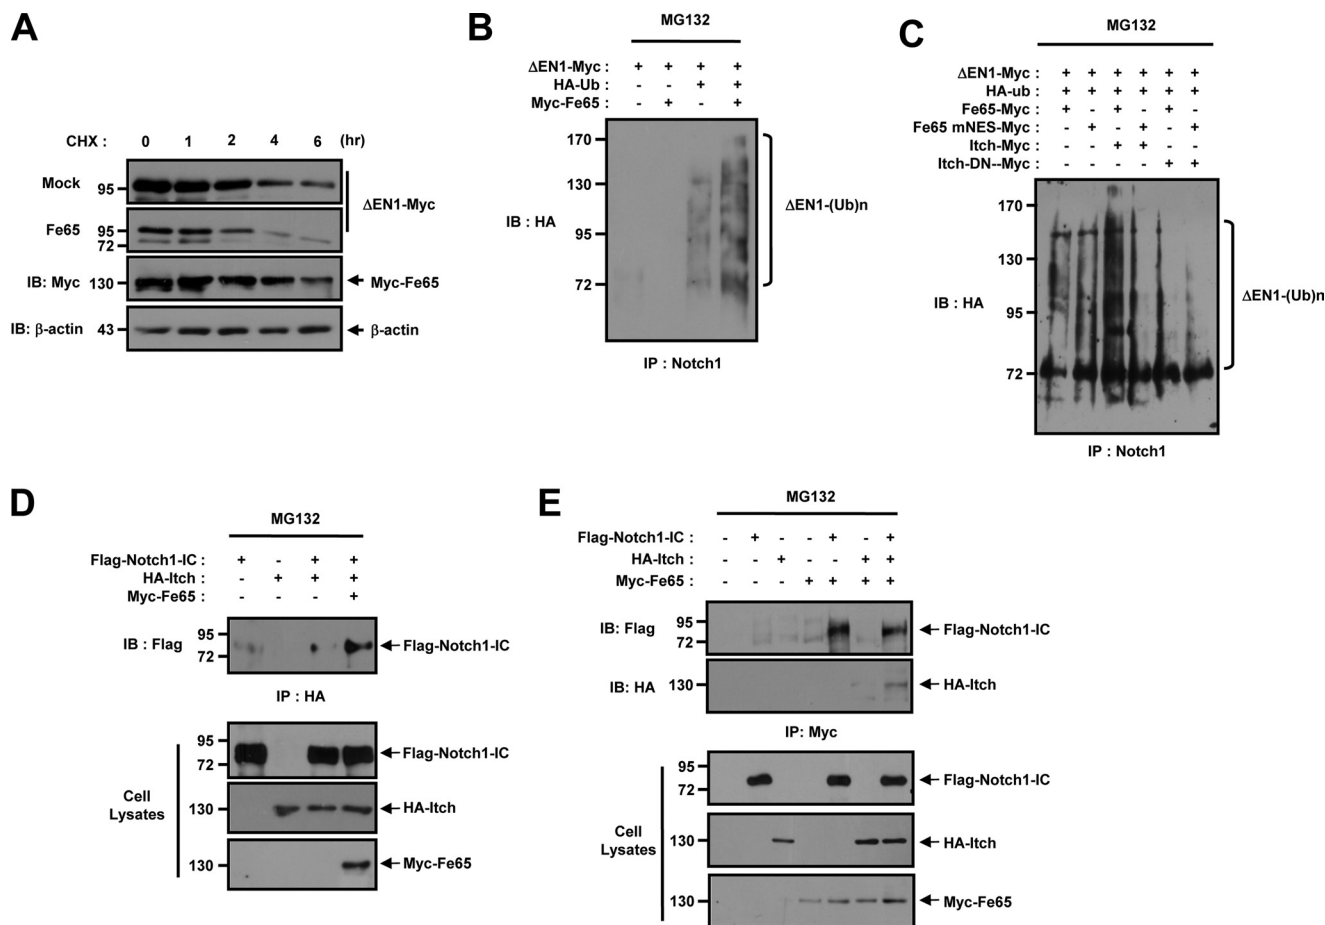 A
CHX : 0 1 2 4 6 (hr)
Mock 95
ΔEN1-Myc
Fe65 95
72
IB: Myc 130 Myc-Fe65
IB: β-actin 43 β-actin
B
MG132
ΔEN1-Myc : + + + +
HA-Ub : - - + +
Myc-Fe65 : - + - +
170
130
IB : HA 95
72
ΔEN1-(Ub)n
IP : Notch1
C
MG132
ΔEN1-Myc : + + + + + +
HA-ub : + + + + + +
Fe65-Myc : + - + - + -
Fe65 mNES-Myc : - + - + - +
Itch-Myc : - - + + - -
Itch-DN--Myc : - - - - + +
170
130
IB : HA 95
72
ΔEN1-(Ub)n
IP : Notch1
D
MG132
Flag-Notch1-IC : + - + +
HA-Itch : - + + +
Myc-Fe65 : - - - +
95
IB : Flag Flag-Notch1-IC
72
IP : HA
95
Flag-Notch1-IC
72
Cell
Lysates
130 HA-Itch
130 Myc-Fe65
E
MG132
Flag-Notch1-IC : - + - - + - +
HA-Itch : - - + - - + +
Myc-Fe65 : - - - + + + +
IB: Flag 95
72
Flag-Notch1-IC
IB: HA 130 HA-Itch
IP: Myc
95
72
Flag-Notch1-IC
Cell
Lysates
130 HA-Itch
130 Myc-Fe65